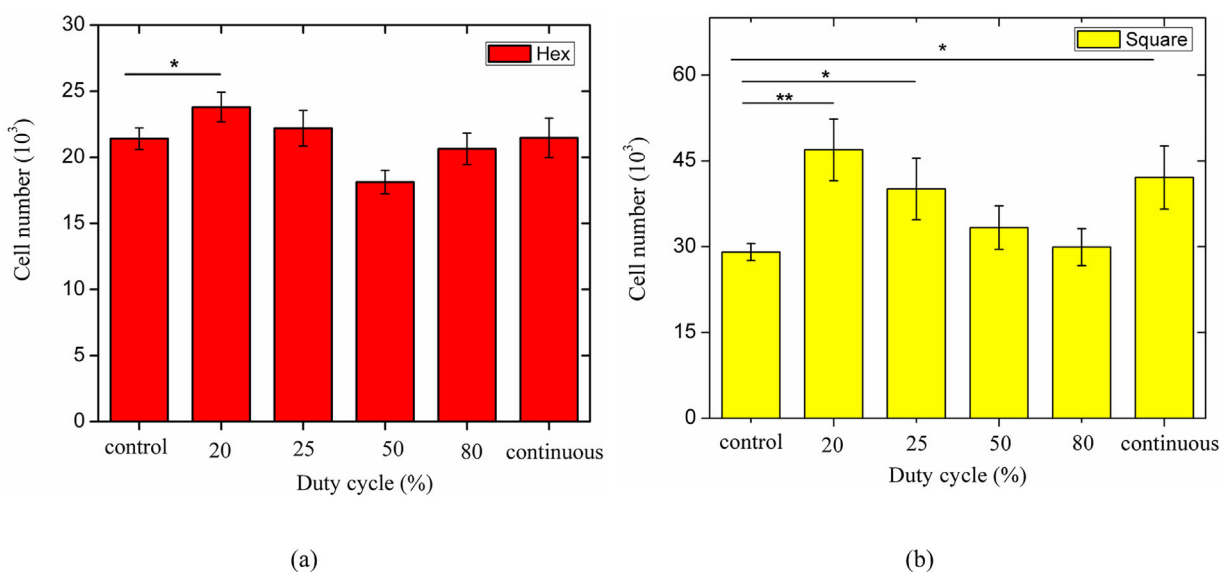 30
25
20
15
10
5
0
Cell number (10³)
Hex
*
control 20 25 50 80 continuous
Duty cycle (%)
(a)
60
45
30
15
0
Cell number (10³)
Square
*
*
**
control 20 25 50 80 continuous
Duty cycle (%)
(b)